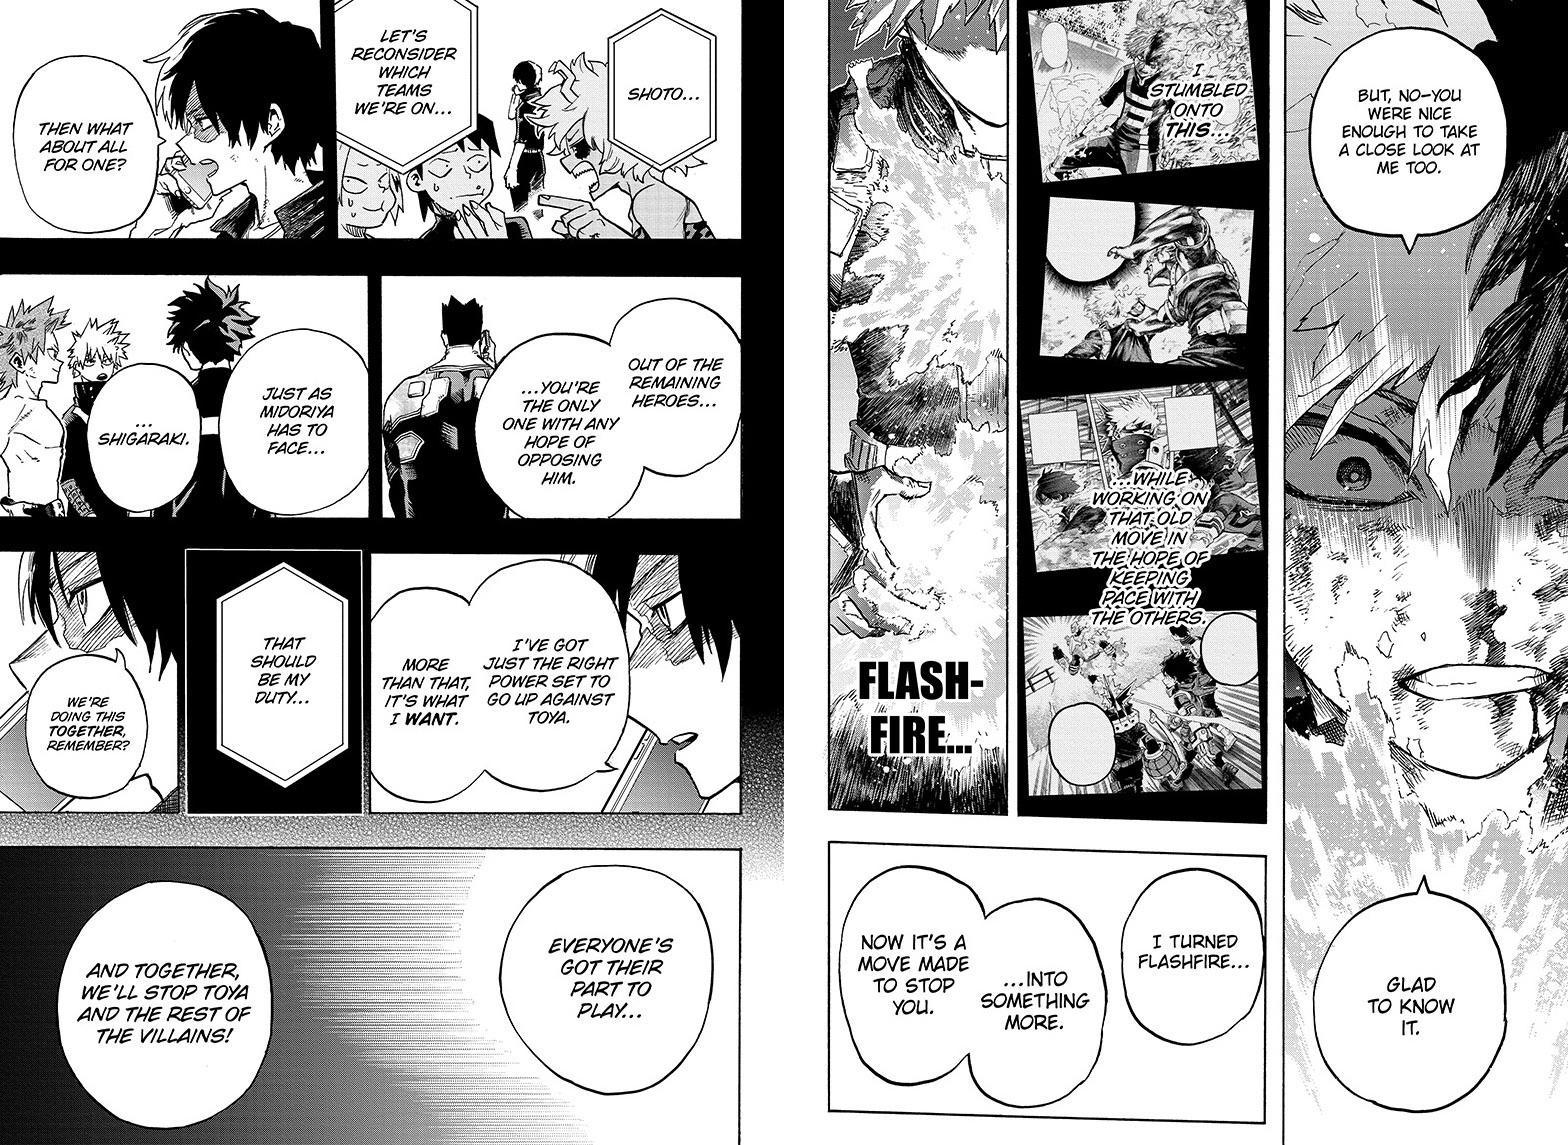 BUT, NO-YOU
WERE NICE
ENOUGH TO TAKE
A CLOSE LOOK AT
ME TOO.
GLAD
TO KNOW
IT.
I
STUMBLED
ONTO
THIS...
...WHILE
WORKING ON
THAT OLD
MOVE IN
THE HOPE OF
KEEPING
PACE WITH
THE OTHERS.
FLASH-
FIRE...
I TURNED
FLASHFIRE...
...INTO
SOMETHING
MORE.
NOW IT'S A
MOVE MADE
TO STOP
YOU.
SHOTO...
LET'S
RECONSIDER
WHICH
TEAMS
WE'RE ON...
THEN WHAT
ABOUT ALL
FOR ONE?
OUT OF THE
REMAINING
HEROES...
...YOU'RE
THE ONLY
ONE WITH ANY
HOPE OF
OPPOSING
HIM.
JUST AS
MIDORIYA
HAS TO
FACE...
...
SHIGARAKI.
I'VE GOT
JUST THE RIGHT
POWER SET TO
GO UP AGAINST
TOYA.
MORE
THAN THAT,
IT'S WHAT
I WANT.
THAT
SHOULD
BE MY
DUTY...
WE'RE
DOING THIS
TOGETHER,
REMEMBER?
EVERYONE'S
GOT THEIR
PART TO
PLAY...
AND TOGETHER,
WE'LL STOP TOYA
AND THE REST OF
THE VILLAINS!